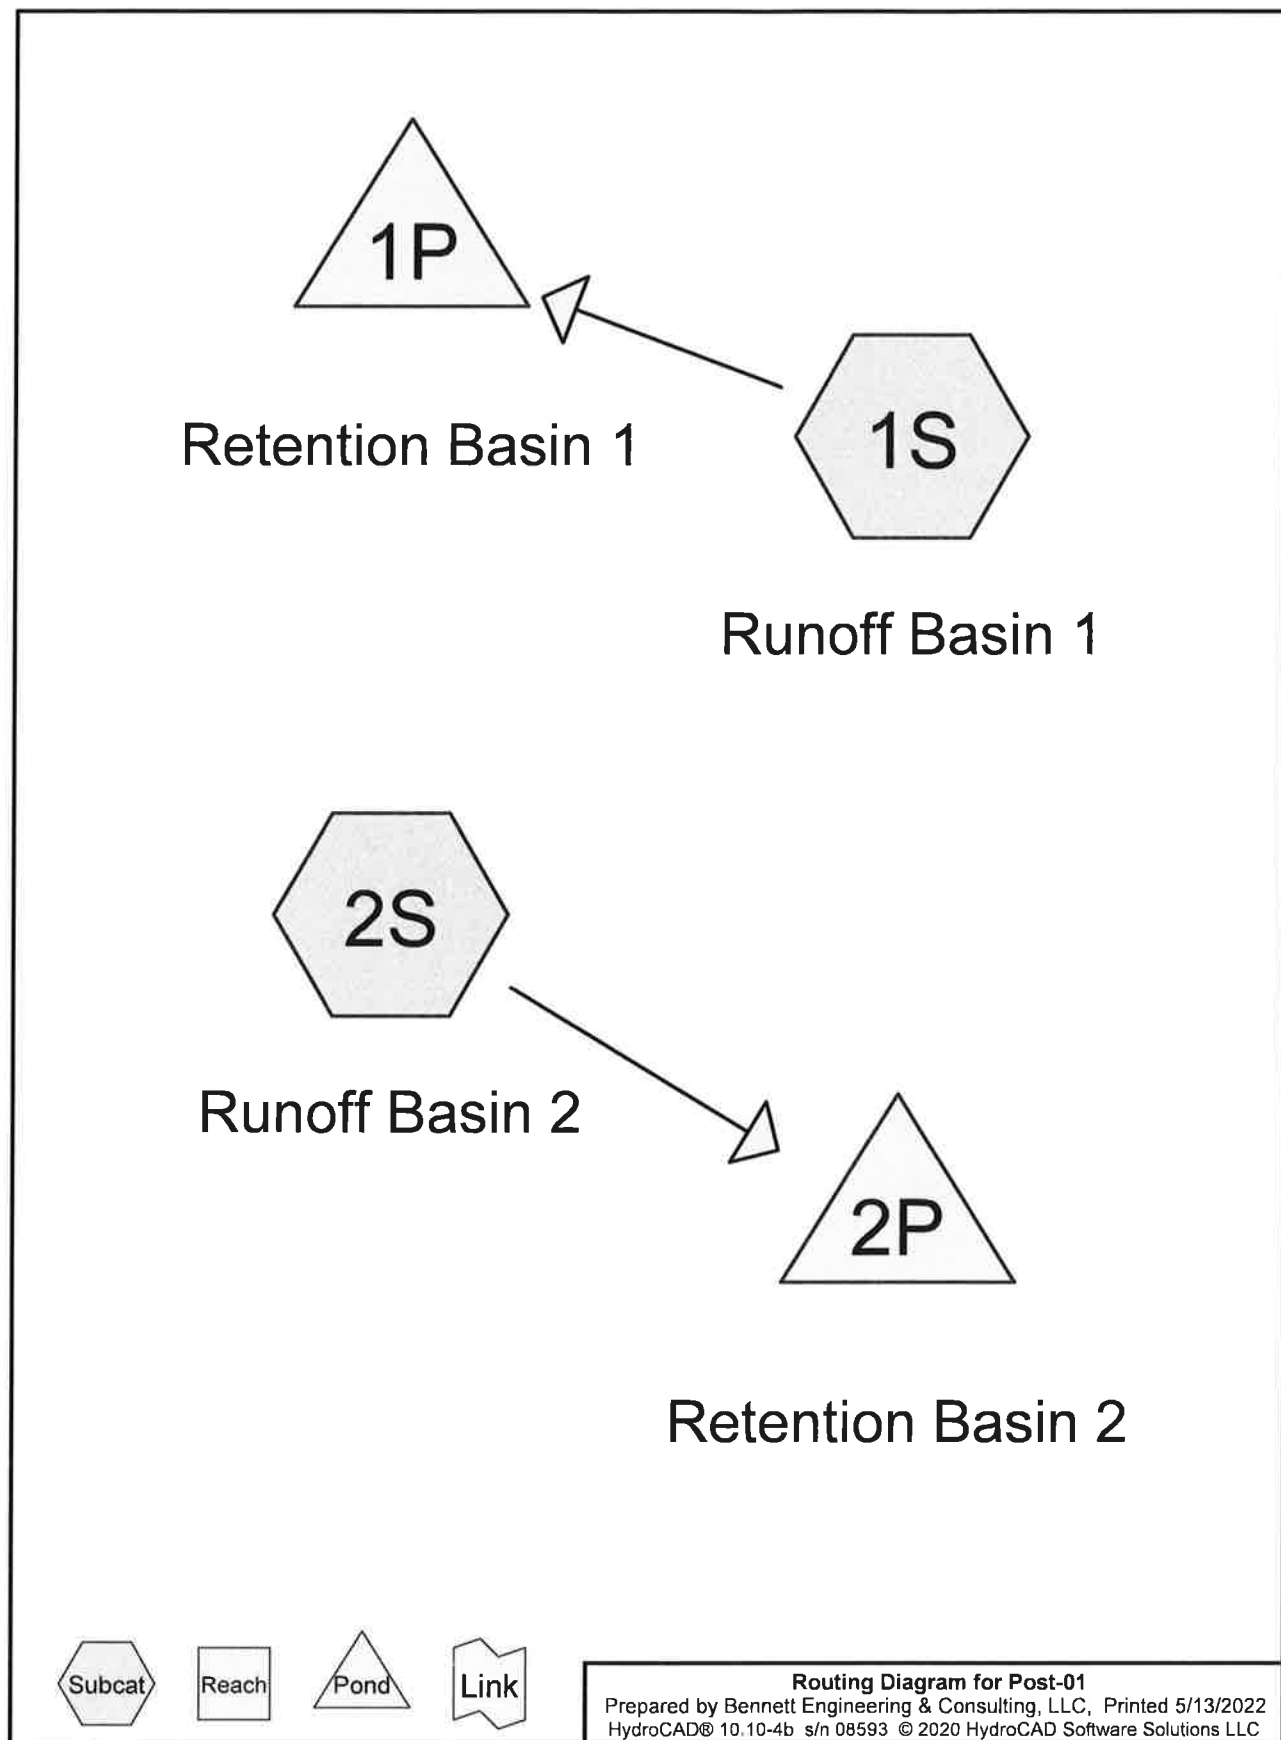 1P
Retention Basin 1
1S
Runoff Basin 1
2S
Runoff Basin 2
2P
Retention Basin 2
Subcat
Reach
Pond
Link
Routing Diagram for Post-01
Prepared by Bennett Engineering & Consulting, LLC, Printed 5/13/2022
HydroCAD® 10.10-4b s/n 08593 © 2020 HydroCAD Software Solutions LLC